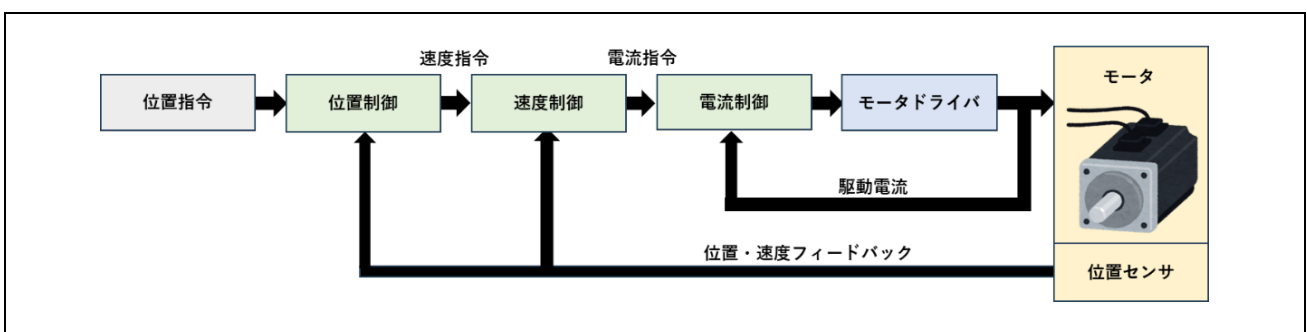 速度指令
電流指令
位置指令
位置制御
速度制御
電流制御
モータドライバ
モータ
駆動電流
位置・速度フィードバック
位置センサ